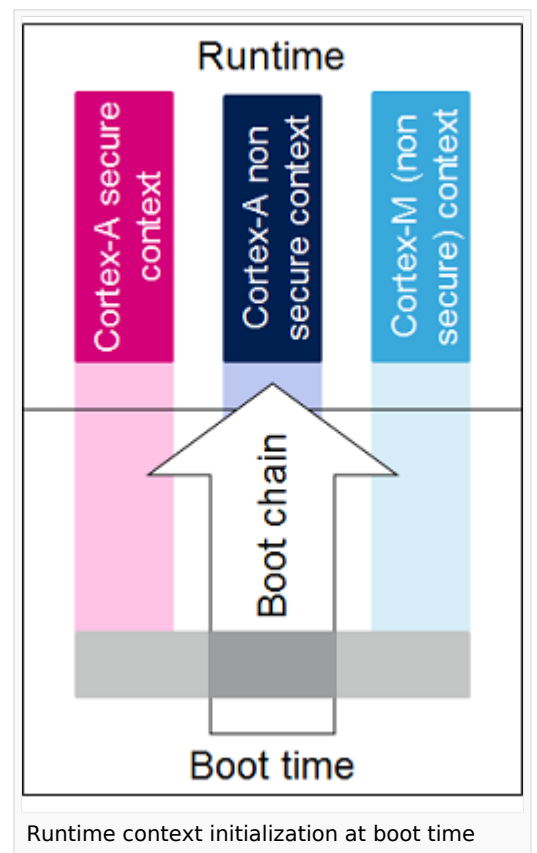 Runtime
Cortex-A secure
context
Cortex-A non
secure context
Cortex-M (non
secure) context
Boot chain
Boot time
Runtime context initialization at boot time